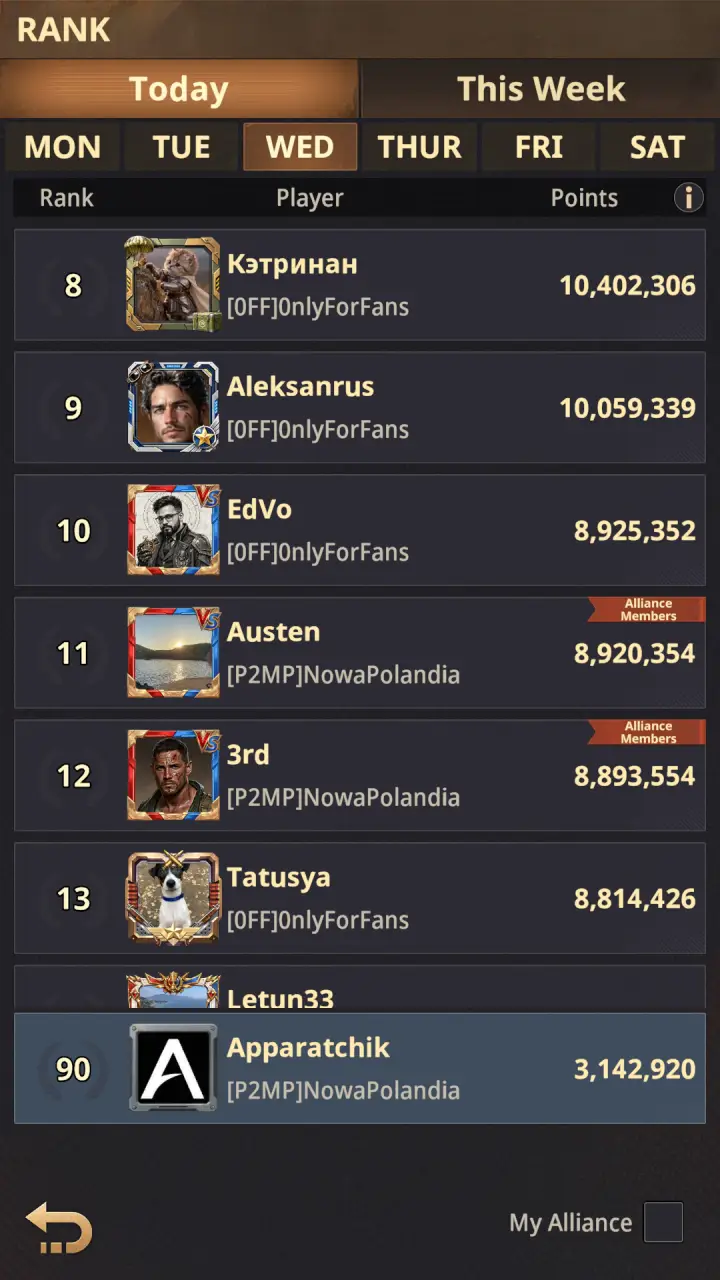 RANK
Today
This Week
MON TUE WED THUR FRI SAT
Rank Player Points
8 Кэтринан 10,402,306
[0FF]0nlyForFans
9 Aleksanrus 10,059,339
[0FF]0nlyForFans
10 EdVo 8,925,352
[0FF]0nlyForFans
VS
Alliance
Members
11 Austen 8,920,354
[P2MP]NowaPolandia
VS
Alliance
Members
12 3rd 8,893,554
[P2MP]NowaPolandia
VS
13 Tatusya 8,814,426
[0FF]0nlyForFans
Letun33
90 Apparatchik 3,142,920
[P2MP]NowaPolandia
My Alliance